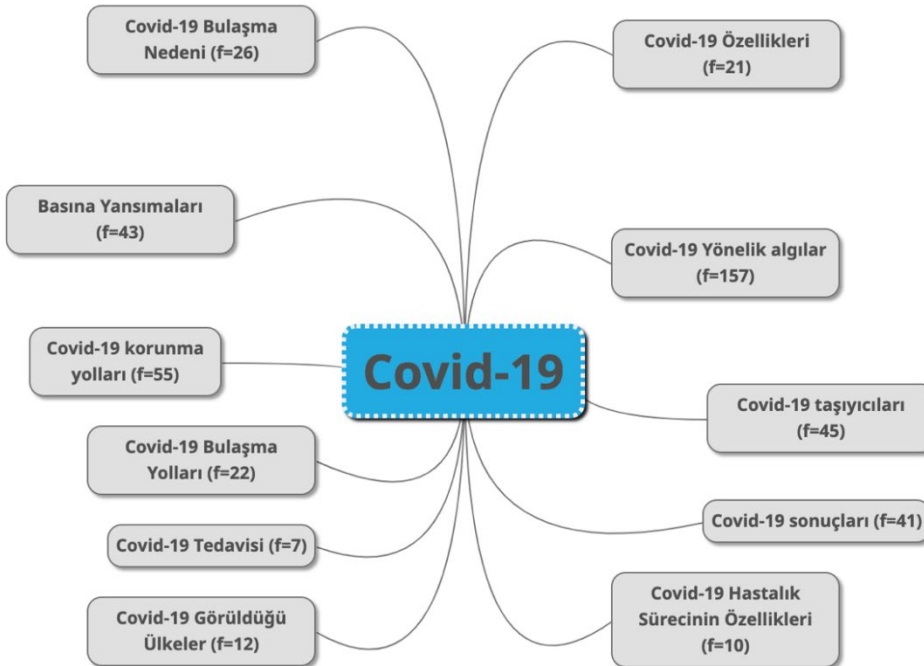 Covid-19 Bulaşma
Nedeni (f=26)
Covid-19 Özellikleri
(f=21)
Basına Yansımaları
(f=43)
Covid-19 Yönelik algılar
(f=157)
Covid-19 korunma
yolları (f=55)
Covid-19
Covid-19 taşıyıcıları
(f=45)
Covid-19 Bulaşma
Yolları (f=22)
Covid-19 sonuçları (f=41)
Covid-19 Tedavisi (f=7)
Covid-19 Hastalık
Sürecinin Özellikleri
(f=10)
Covid-19 Görüldüğü
Ülkeler (f=12)